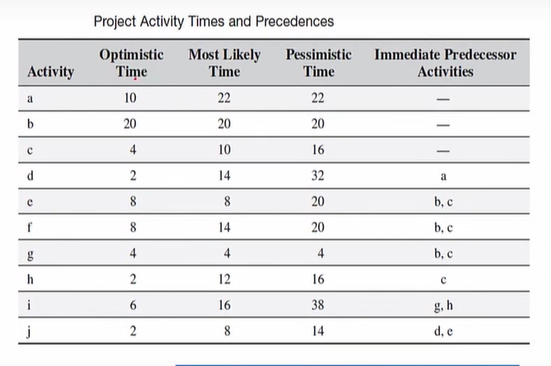 Project Activity Times and Precedences
Optimistic Most Likely Pessimistic Immediate Predecessor
Activity Time Time Time Activities
a 10 22 22 —
b 20 20 20 —
c 4 10 16 —
d 2 14 32 a
e 8 8 20 b, c
f 8 14 20 b, c
g 4 4 4 b, c
h 2 12 16 c
i 6 16 38 g, h
j 2 8 14 d, e